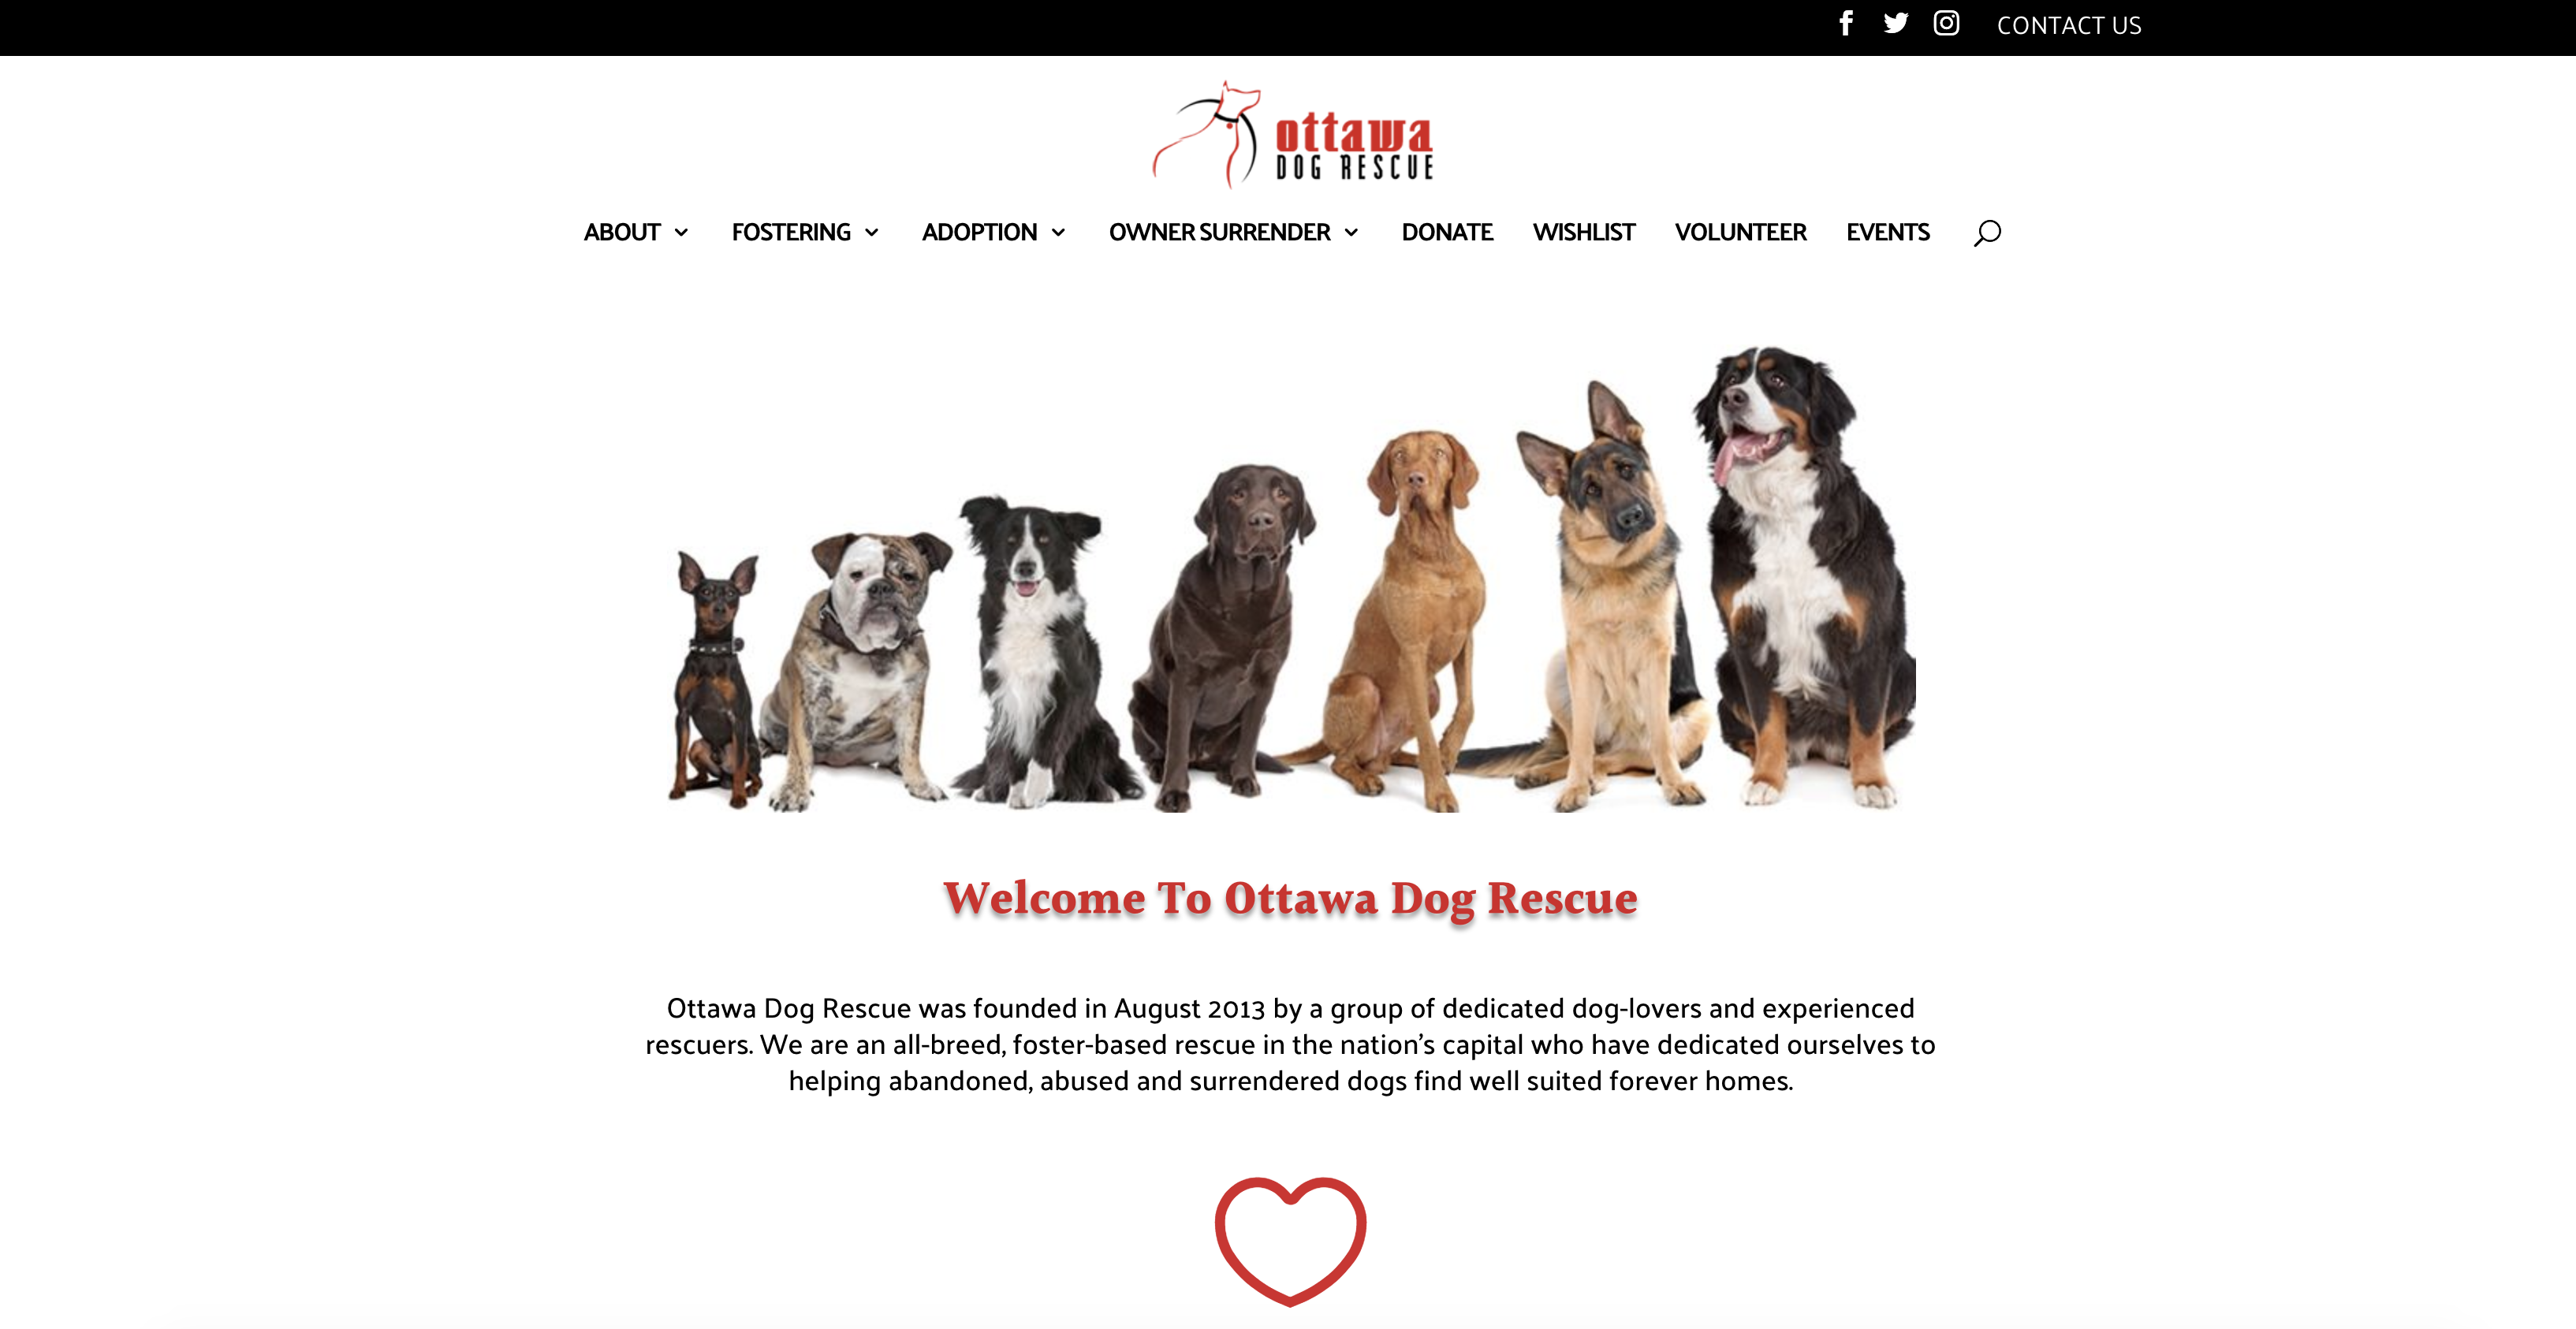 CONTACT US
ottawa
DOG RESCUE
ABOUT FOSTERING ADOPTION OWNER SURRENDER DONATE WISHLIST VOLUNTEER EVENTS
Welcome To Ottawa Dog Rescue
Ottawa Dog Rescue was founded in August 2013 by a group of dedicated dog-lovers and experienced
rescuers. We are an all-breed, foster-based rescue in the nation’s capital who have dedicated ourselves to
helping abandoned, abused and surrendered dogs find well suited forever homes.